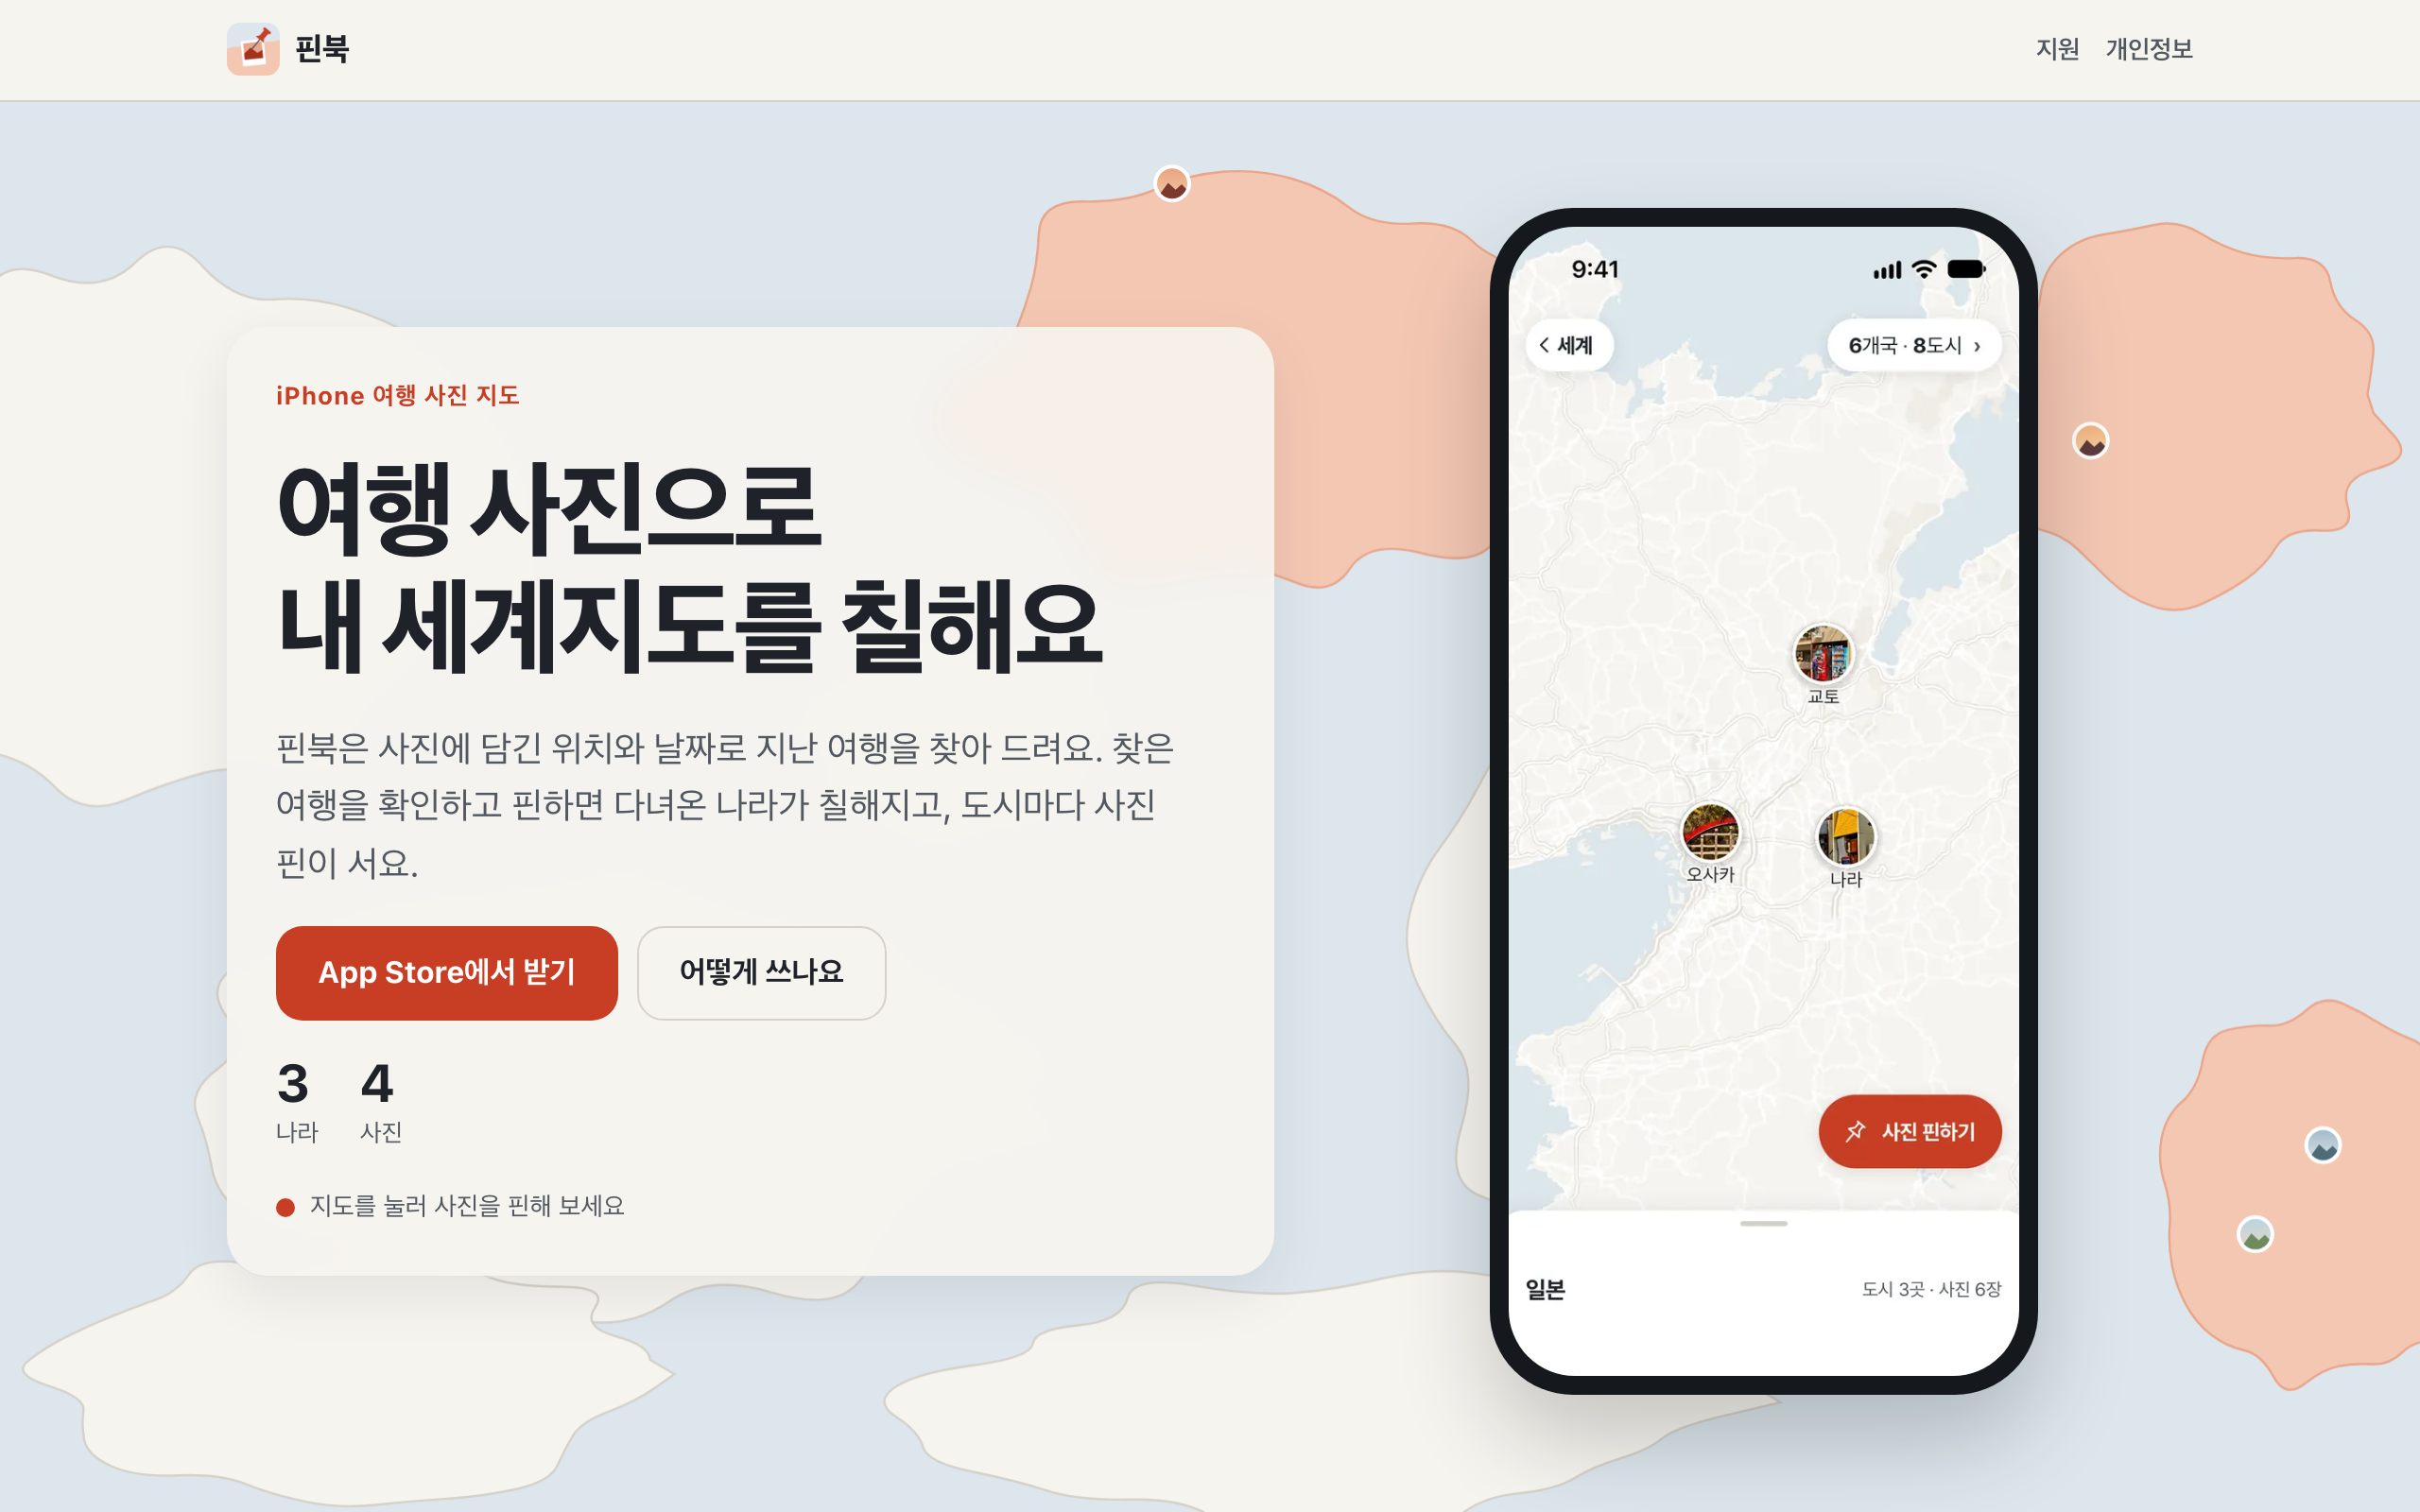 핀북
지원 개인정보
iPhone 여행 사진 지도
여행 사진으로
내 세계지도를 칠해요
핀북은 사진에 담긴 위치와 날짜로 지난 여행을 찾아 드려요. 찾은
여행을 확인하고 핀하면 다녀온 나라가 칠해지고, 도시마다 사진
핀이 서요.
App Store에서 받기
어떻게 쓰나요
3 4
나라 사진
지도를 눌러 사진을 핀해 보세요
9:41
세계
6개국 · 8도시 ›
교토
오사카
나라
사진 핀하기
일본
도시 3곳 · 사진 6장